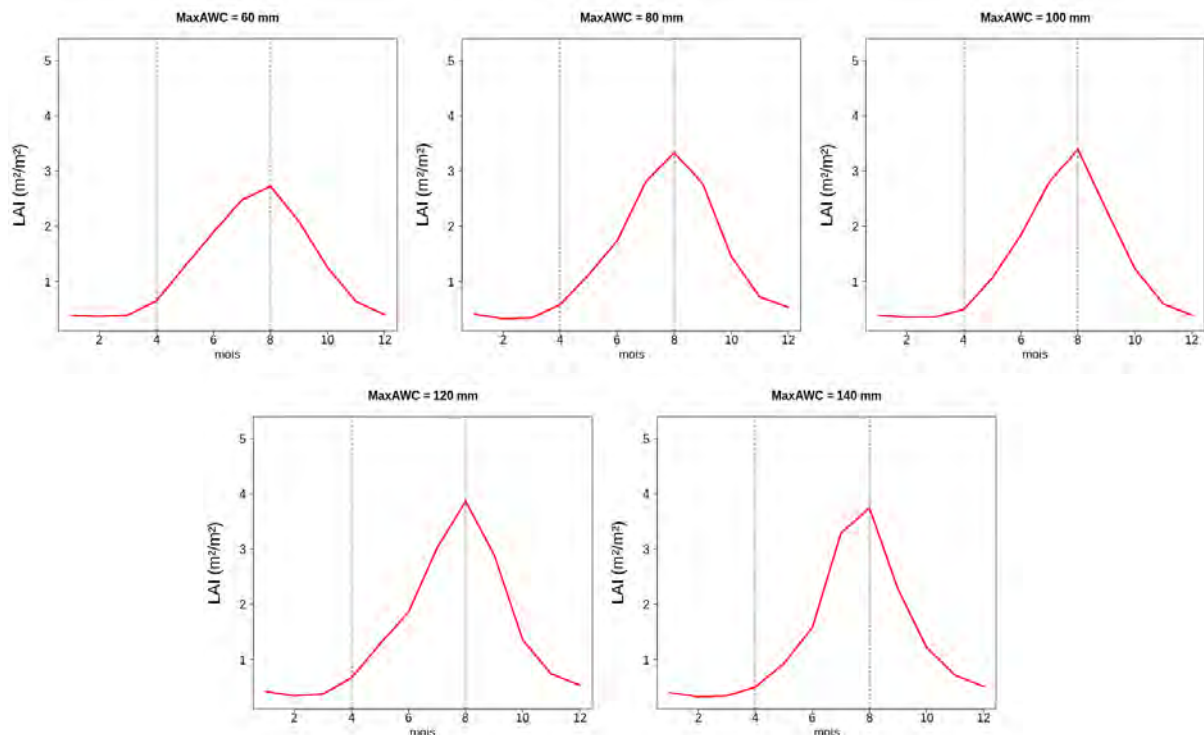 MaxAWC = 60 mm
5
4
3
2
1
LAI (m²/m²)
2 4 6 8 10 12
mois
MaxAWC = 80 mm
5
4
3
2
1
LAI (m²/m²)
2 4 6 8 10 12
mois
MaxAWC = 100 mm
5
4
3
2
1
LAI (m²/m²)
2 4 6 8 10 12
mois
MaxAWC = 120 mm
5
4
3
2
1
LAI (m²/m²)
2 4 6 8 10 12
mois
MaxAWC = 140 mm
5
4
3
2
1
LAI (m²/m²)
2 4 6 8 10 12
mois